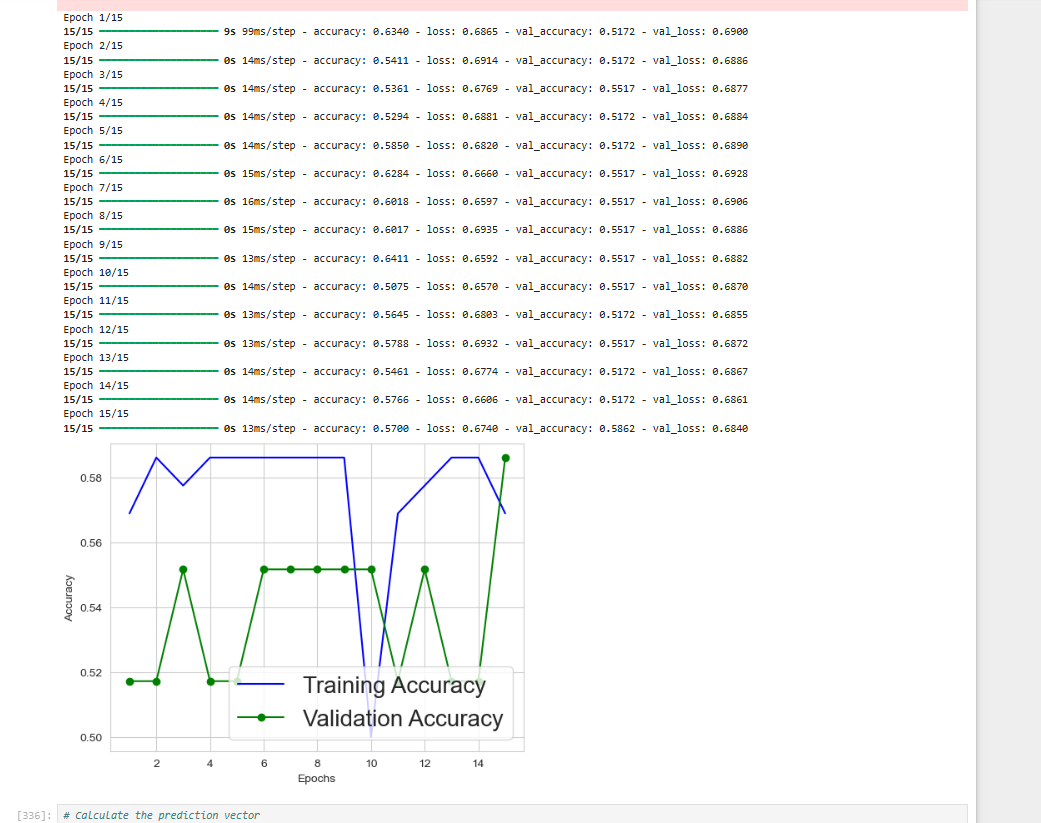 Epoch 1/15
15/15 9s 99ms/step - accuracy: 0.6340 - loss: 0.6865 - val_accuracy: 0.5172 - val_loss: 0.6900
Epoch 2/15
15/15 0s 14ms/step - accuracy: 0.5411 - loss: 0.6914 - val_accuracy: 0.5172 - val_loss: 0.6886
Epoch 3/15
15/15 0s 14ms/step - accuracy: 0.5361 - loss: 0.6769 - val_accuracy: 0.5517 - val_loss: 0.6877
Epoch 4/15
15/15 0s 14ms/step - accuracy: 0.5294 - loss: 0.6881 - val_accuracy: 0.5172 - val_loss: 0.6884
Epoch 5/15
15/15 0s 14ms/step - accuracy: 0.5850 - loss: 0.6820 - val_accuracy: 0.5172 - val_loss: 0.6890
Epoch 6/15
15/15 0s 15ms/step - accuracy: 0.6284 - loss: 0.6660 - val_accuracy: 0.5517 - val_loss: 0.6928
Epoch 7/15
15/15 0s 16ms/step - accuracy: 0.6018 - loss: 0.6597 - val_accuracy: 0.5517 - val_loss: 0.6906
Epoch 8/15
15/15 0s 15ms/step - accuracy: 0.6017 - loss: 0.6935 - val_accuracy: 0.5517 - val_loss: 0.6886
Epoch 9/15
15/15 0s 13ms/step - accuracy: 0.6411 - loss: 0.6592 - val_accuracy: 0.5517 - val_loss: 0.6882
Epoch 10/15
15/15 0s 14ms/step - accuracy: 0.5075 - loss: 0.6570 - val_accuracy: 0.5517 - val_loss: 0.6870
Epoch 11/15
15/15 0s 13ms/step - accuracy: 0.5645 - loss: 0.6803 - val_accuracy: 0.5172 - val_loss: 0.6855
Epoch 12/15
15/15 0s 13ms/step - accuracy: 0.5788 - loss: 0.6932 - val_accuracy: 0.5517 - val_loss: 0.6872
Epoch 13/15
15/15 0s 14ms/step - accuracy: 0.5461 - loss: 0.6774 - val_accuracy: 0.5172 - val_loss: 0.6867
Epoch 14/15
15/15 0s 14ms/step - accuracy: 0.5766 - loss: 0.6606 - val_accuracy: 0.5172 - val_loss: 0.6861
Epoch 15/15
15/15 0s 13ms/step - accuracy: 0.5700 - loss: 0.6740 - val_accuracy: 0.5862 - val_loss: 0.6840
0.58
0.56
0.54
0.52
0.50
Accuracy
Training Accuracy
Validation Accuracy
2 4 6 8 10 12 14
Epochs
[336]: # Calculate the prediction vector